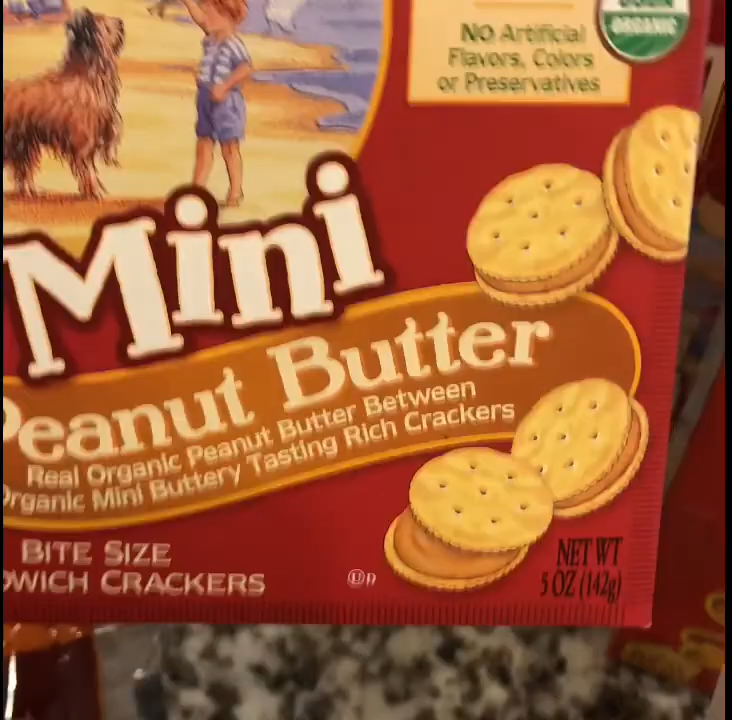 ORGANIC
NO Artificial
Flavors, Colors
or Preservatives
Mini
Peanut Butter
Real Organic Peanut Butter Between
Organic Mini Buttery Tasting Rich Crackers
BITE SIZE
WICH CRACKERS
U D
NET WT
5 OZ (142g)